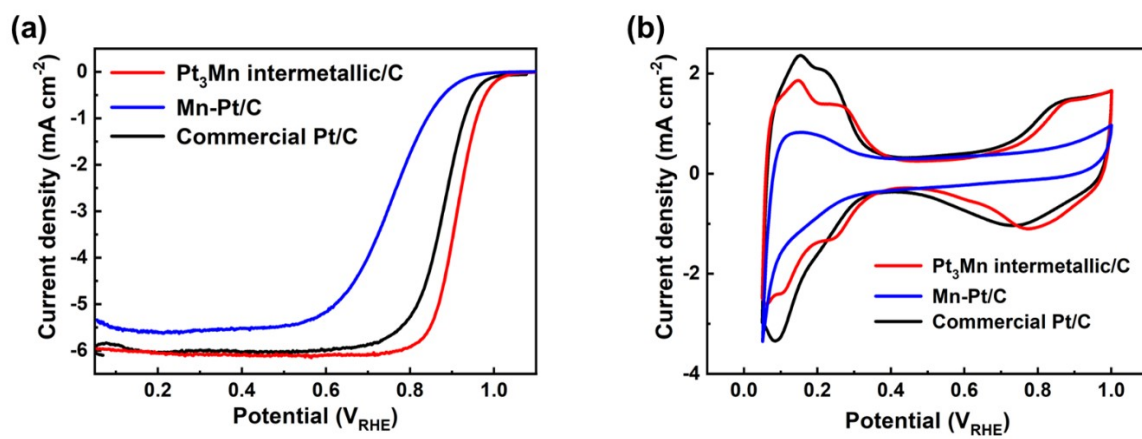 (a)
Current density (mA cm⁻²)
0
-1
-2
-3
-4
-5
-6
0.2
0.4
0.6
0.8
1.0
Potential (V_RHE)
Pt₃Mn intermetallic/C
Mn-Pt/C
Commercial Pt/C
(b)
Current density (mA cm⁻²)
2
0
-2
-4
0.0
0.2
0.4
0.6
0.8
1.0
Potential (V_RHE)
Pt₃Mn intermetallic/C
Mn-Pt/C
Commercial Pt/C